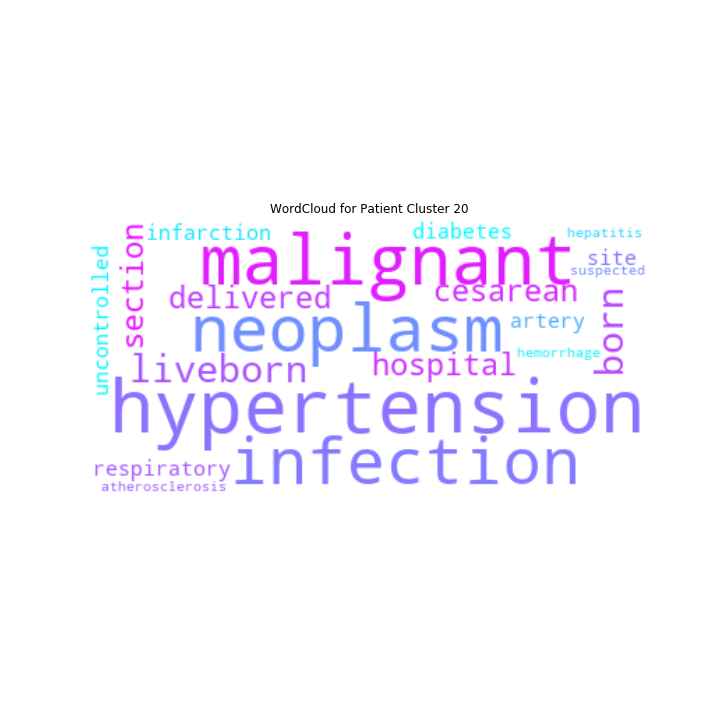 WordCloud for Patient Cluster 20
infarction
diabetes
hepatitis
section
malignant
site
suspected
uncontrolled
delivered
cesarean
born
neoplasm
artery
hemorrhage
liveborn
hospital
hypertension
infection
respiratory
atherosclerosis